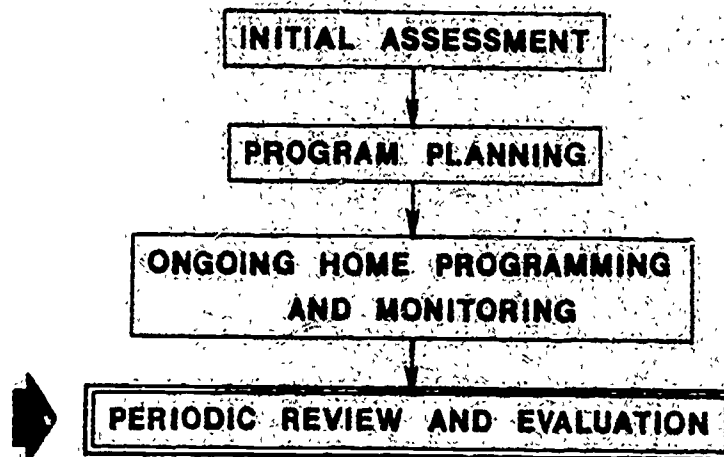 INITIAL ASSESSMENT
PROGRAM PLANNING
ONGOING HOME PROGRAMMING
AND MONITORING
PERIODIC REVIEW AND EVALUATION